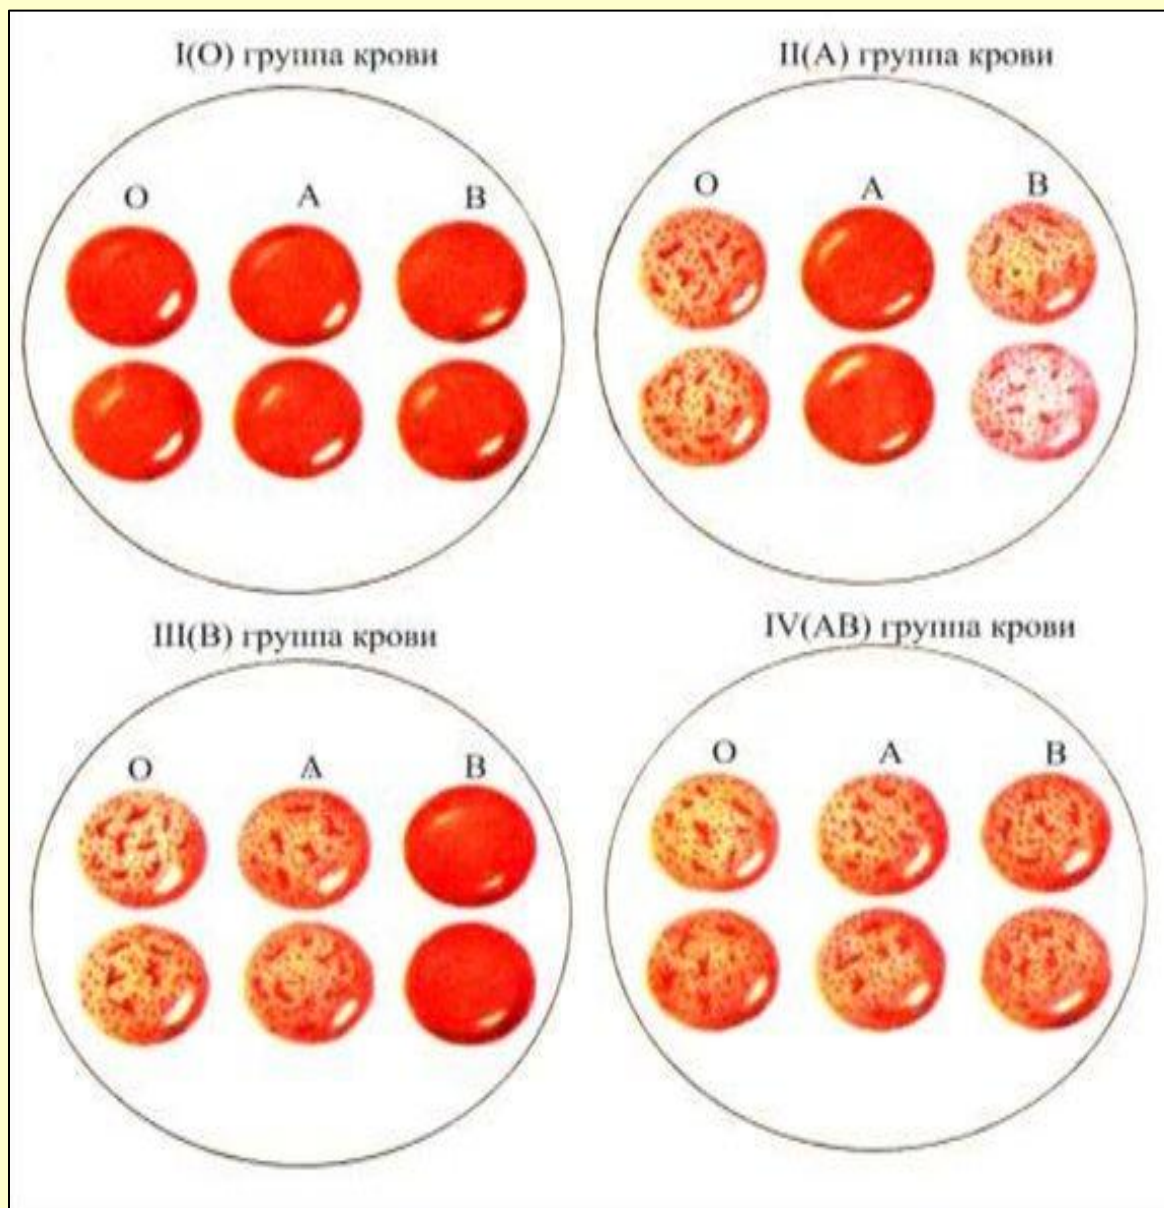 I(O) группа крови
O A B
II(A) группа крови
O A B
III(B) группа крови
O A B
IV(AB) группа крови
O A B